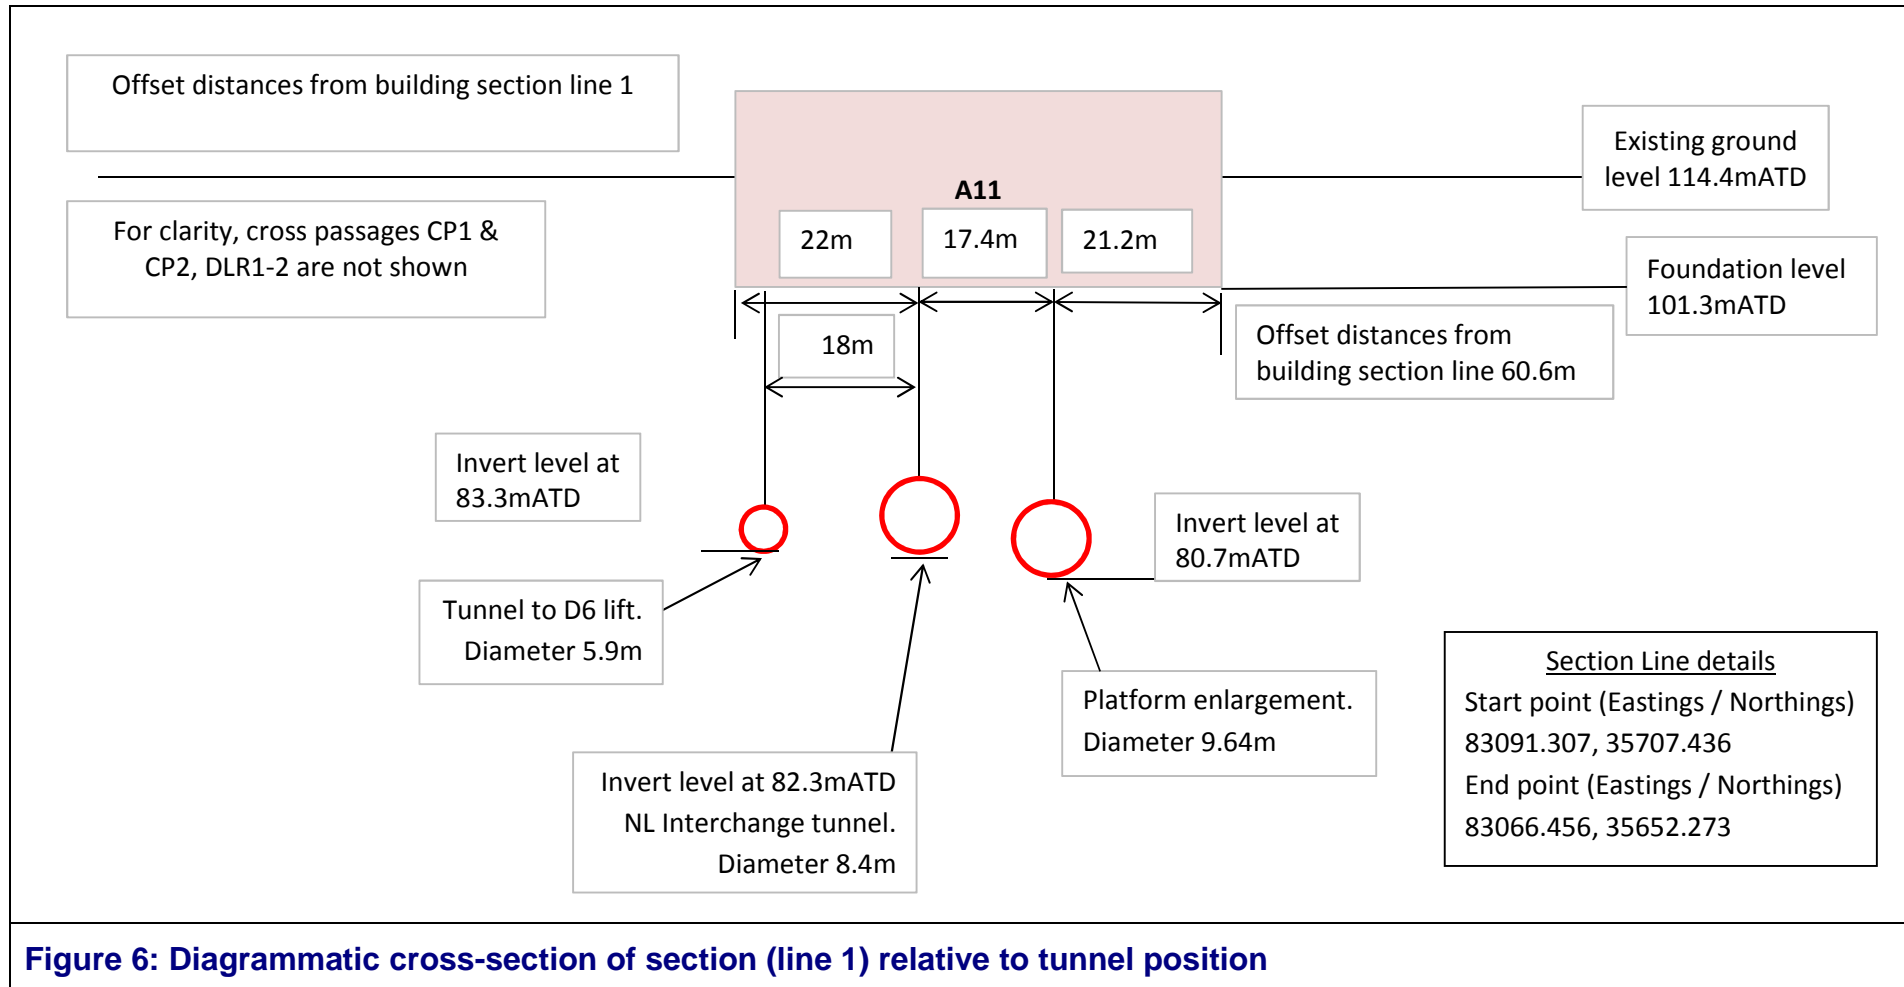 Offset distances from building section line 1
For clarity, cross passages CP1 &
CP2, DLR1-2 are not shown
A11
22m
17.4m
21.2m
18m
Existing ground
level 114.4mATD
Foundation level
101.3mATD
Offset distances from
building section line 60.6m
Invert level at
83.3mATD
Invert level at
80.7mATD
Tunnel to D6 lift.
Diameter 5.9m
Invert level at 82.3mATD
NL Interchange tunnel.
Diameter 8.4m
Platform enlargement.
Diameter 9.64m
Section Line details
Start point (Eastings / Northings)
83091.307, 35707.436
End point (Eastings / Northings)
83066.456, 35652.273
Figure 6: Diagrammatic cross-section of section (line 1) relative to tunnel position